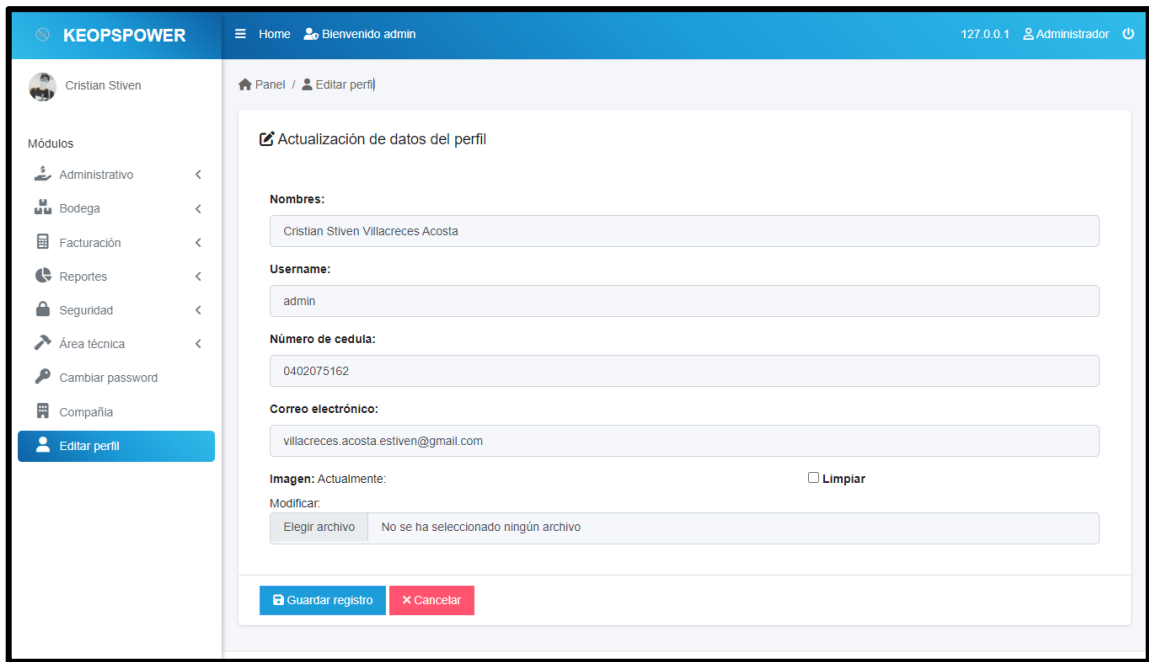 KEOPSPOWER
Home Bienvenido admin
127.0.0.1 Administrador
Cristian Stiven
Módulos
Administrativo
Bodega
Facturación
Reportes
Seguridad
Área técnica
Cambiar password
Compañia
Editar perfil
Panel / Editar perfil
Actualización de datos del perfil
Nombres:
Cristian Stiven Villacreces Acosta
Username:
admin
Número de cedula:
0402075162
Correo electrónico:
villacreces.acosta.estiven@gmail.com
Imagen: Actualmente:
Limpiar
Modificar:
Elegir archivo No se ha seleccionado ningún archivo
Guardar registro
Cancelar